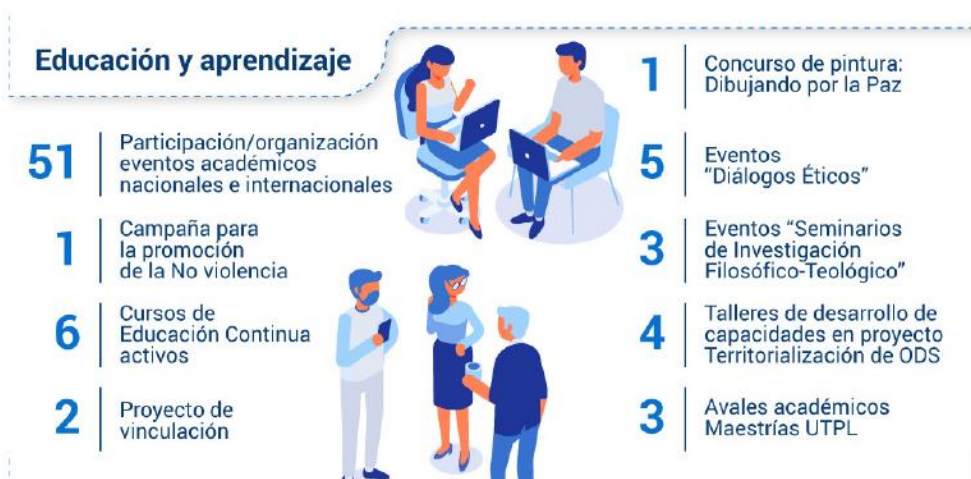 Educación y aprendizaje
51
Participación/organización
eventos académicos
nacionales e internacionales
1
Campaña para
la promoción
de la No violencia
6
Cursos de
Educación Continua
activos
2
Proyecto de
vinculación
1
Concurso de pintura:
Dibujando por la Paz
5
Eventos
“Diálogos Éticos”
3
Eventos “Seminarios
de Investigación
Filosófico-Teológico”
4
Talleres de desarrollo de
capacidades en proyecto
Territorialización de ODS
3
Avales académicos
Maestrías UTPL